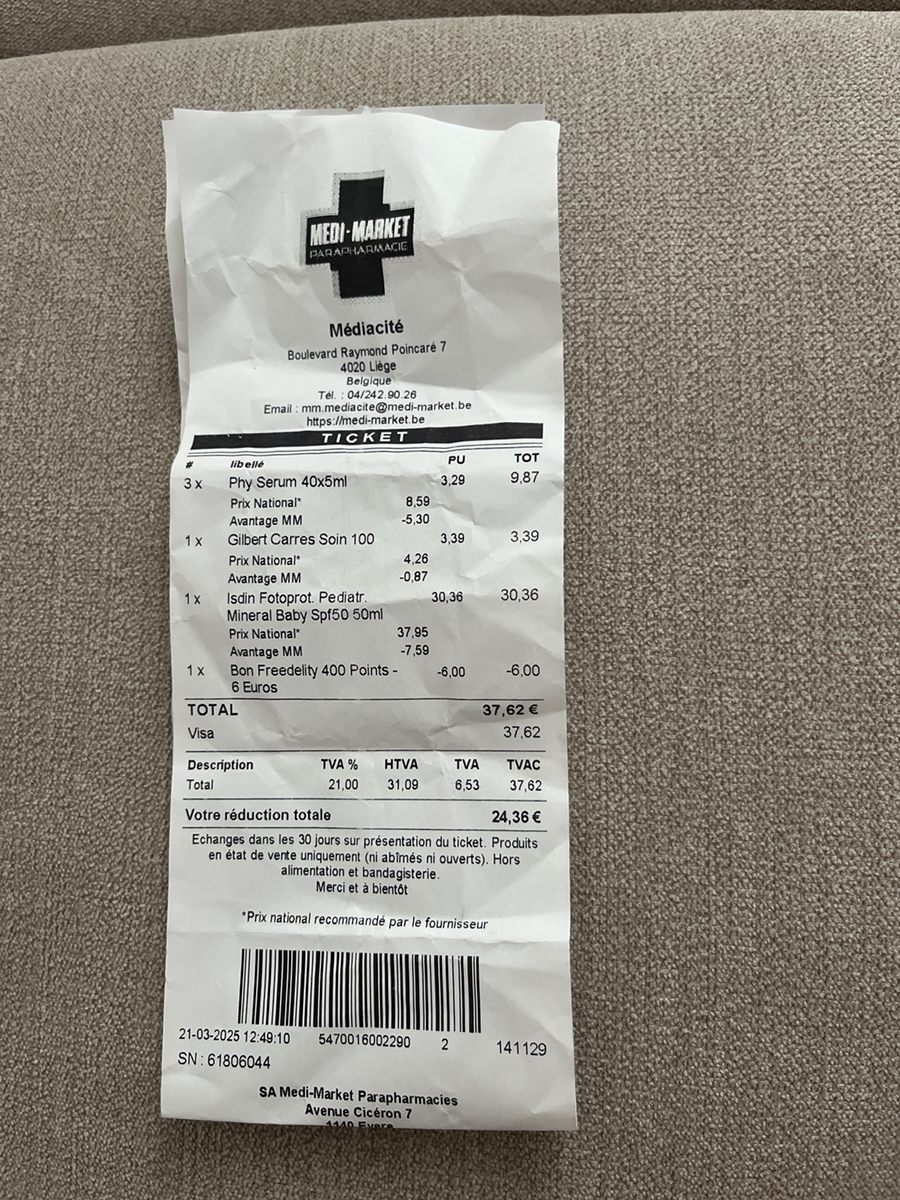 MEDI-MARKET
PARAPHARMACIE
Médiacité
Boulevard Raymond Poincaré 7
4020 Liège
Belgique
Tél. : 04/242.90.26
Email : mm.mediacite@medi-market.be
https://medi-market.be
TICKET
# libellé PU TOT
3 x Phy Serum 40x5ml 3,29 9,87
Prix National* 8,59
Avantage MM -5,30
1 x Gilbert Carres Soin 100 3,39 3,39
Prix National* 4,26
Avantage MM -0,87
1 x Isdin Fotoprot. Pediatr. 30,36 30,36
Mineral Baby Spf50 50ml
Prix National* 37,95
Avantage MM -7,59
1 x Bon Freedelity 400 Points - -6,00 -6,00
6 Euros
TOTAL 37,62 €
Visa 37,62
Description TVA % HTVA TVA TVAC
Total 21,00 31,09 6,53 37,62
Votre réduction totale 24,36 €
Echanges dans les 30 jours sur présentation du ticket. Produits
en état de vente uniquement (ni abîmés ni ouverts). Hors
alimentation et bandagisterie.
Merci et à bientôt
*Prix national recommandé par le fournisseur
21-03-2025 12:49:10 5470016002290 2 141129
SN : 61806044
SA Medi-Market Parapharmacies
Avenue Cicéron 7
1140 Evere